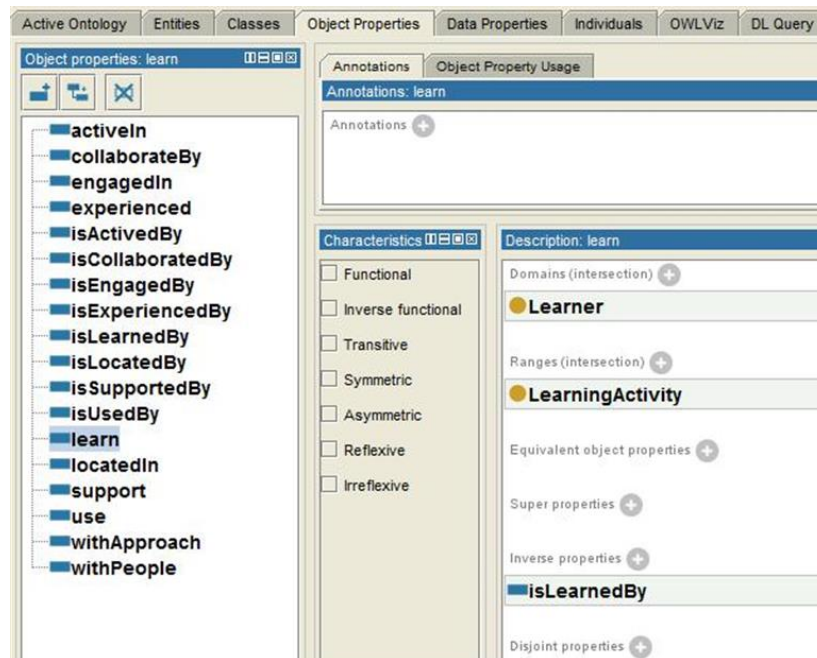 Active Ontology Entities Classes Object Properties Data Properties Individuals OWLViz DL Query
Object properties: learn
activeIn
collaborateBy
engagedIn
experienced
isActivedBy
isCollaboratedBy
isEngagedBy
isExperiencedBy
isLearnedBy
isLocatedBy
isSupportedBy
isUsedBy
learn
locatedIn
support
use
withApproach
withPeople
Annotations Object Property Usage
Annotations: learn
Annotations
Characteristics
Functional
Inverse functional
Transitive
Symmetric
Asymmetric
Reflexive
Irreflexive
Description: learn
Domains (intersection)
Learner
Ranges (intersection)
LearningActivity
Equivalent object properties
Super properties
Inverse properties
isLearnedBy
Disjoint properties